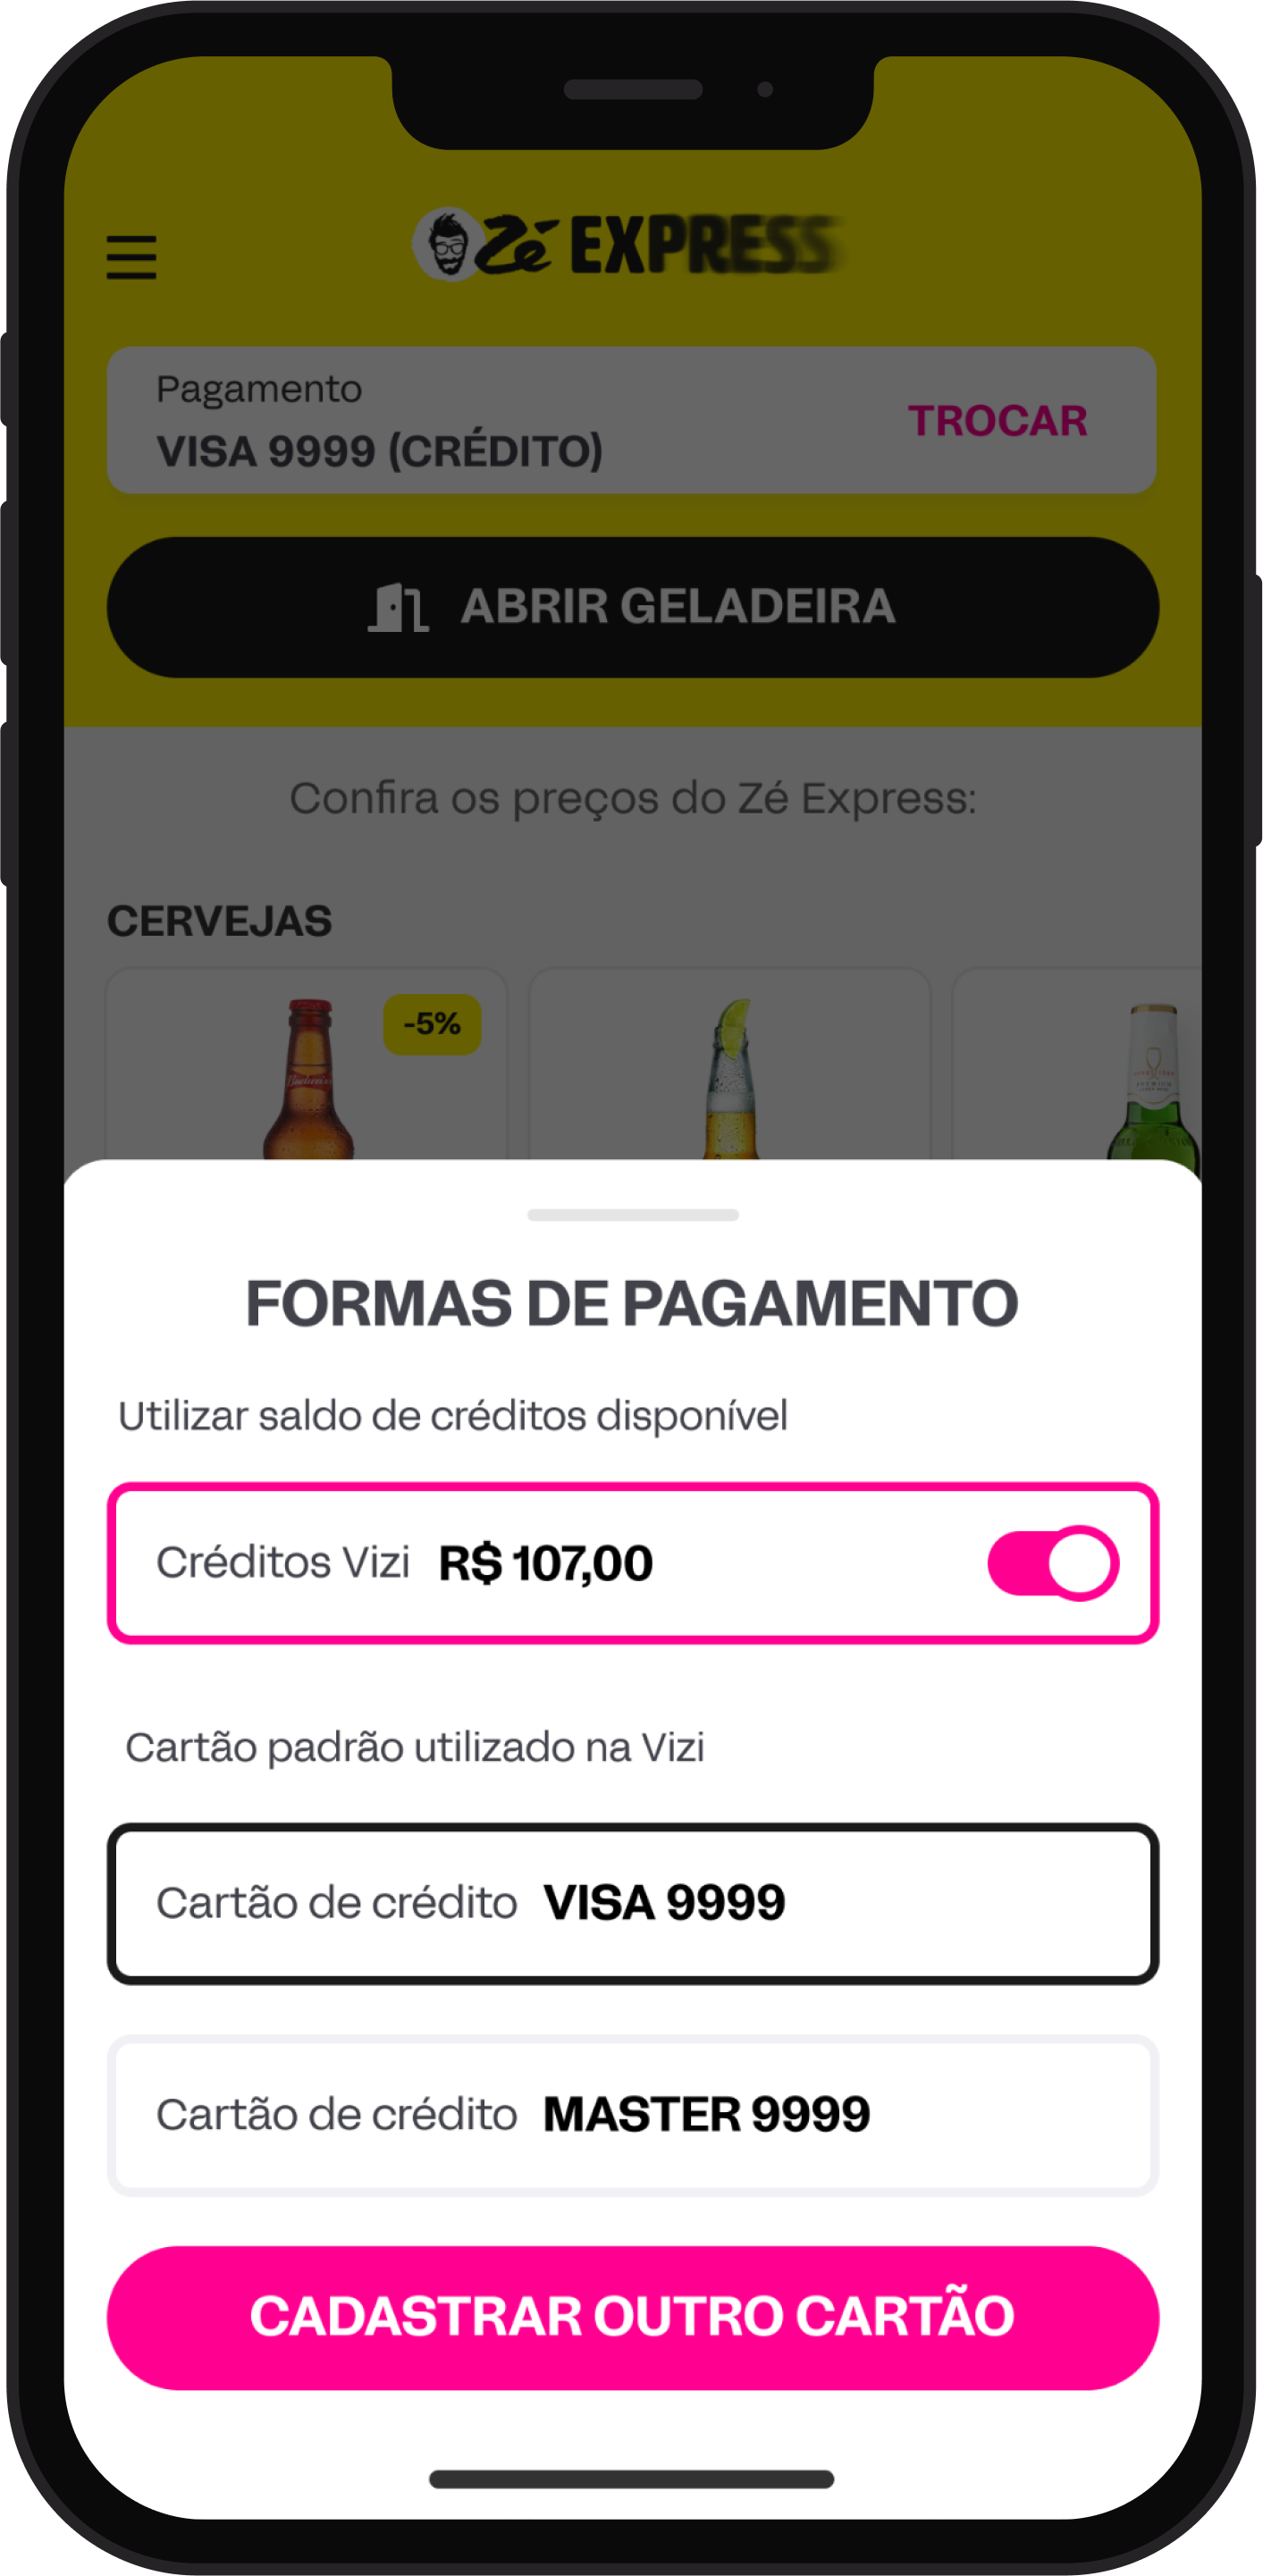 Zé EXPRESS
Pagamento
VISA 9999 (CRÉDITO)
TROCAR
ABRIR GELADEIRA
Confira os preços do Zé Express:
CERVEJAS
-5%
Budweiser
PREMIUM
FORMAS DE PAGAMENTO
Utilizar saldo de créditos disponível
Créditos Vizi R$ 107,00
Cartão padrão utilizado na Vizi
Cartão de crédito VISA 9999
Cartão de crédito MASTER 9999
CADASTRAR OUTRO CARTÃO